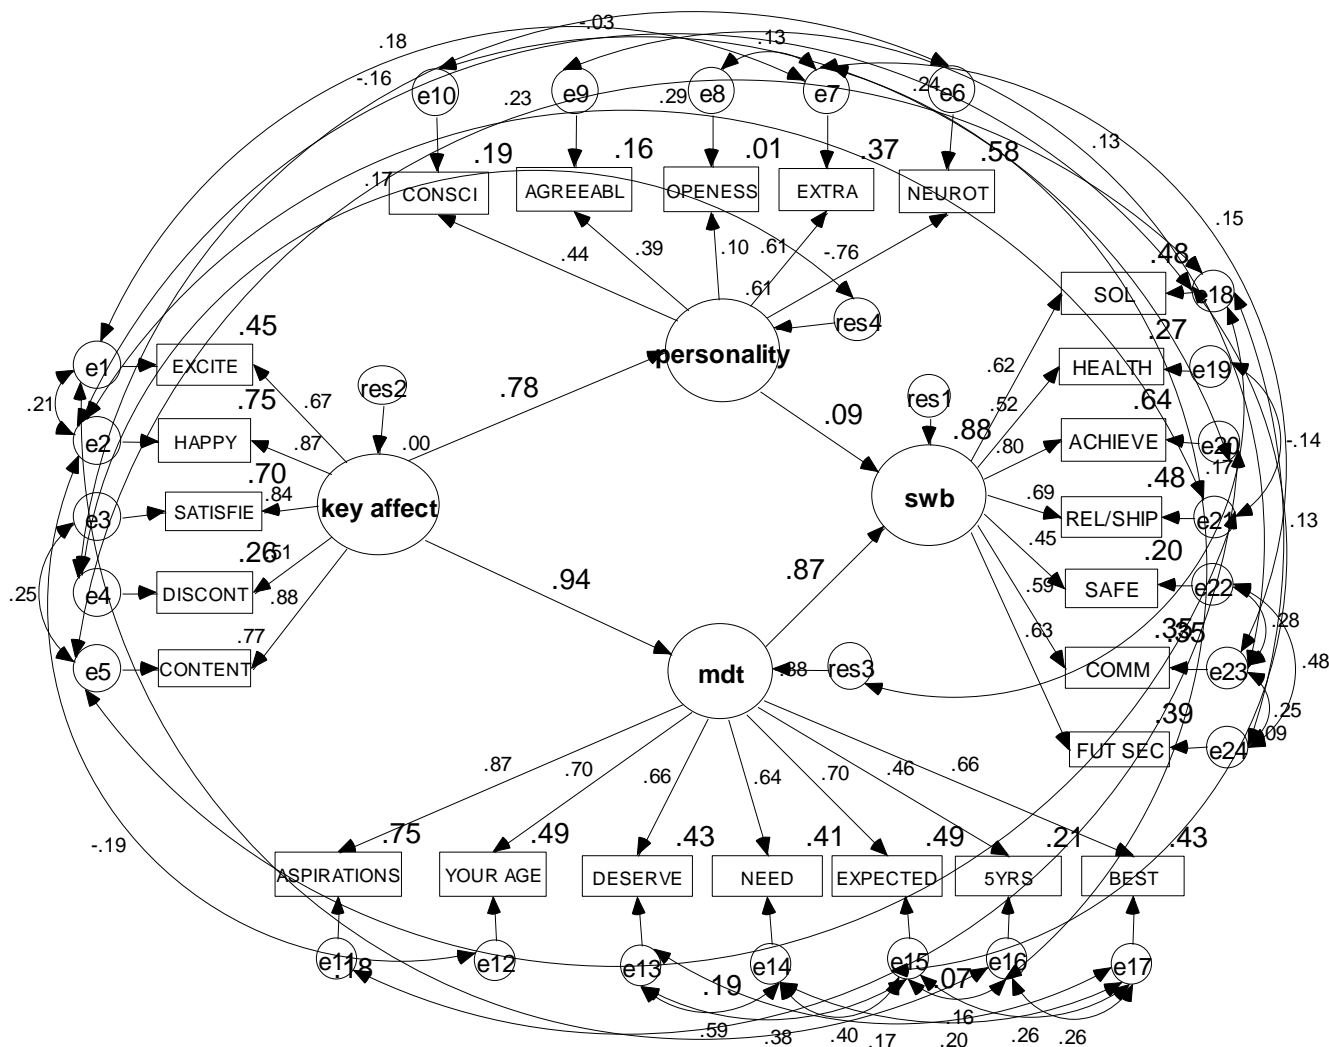 -.03
.18
.13
-.16
.24
e10
e9
e8
e7
e6
.23
.29
.13
.19
.16
.01
.37
.58
.17
CONSCI
AGREEABL
OPENESS
EXTRA
NEUROT
.15
.44
.39
.10
.61
-.76
.48
.61
SOL
e18
res4
.45
.27
e1
EXCITE
personality
HEALTH
e19
.62
res2
.78
res1
.21
.75
.67
.09
.52
.64
e2
HAPPY
.87
.00
.88
.80
ACHIEVE
e20
-.14
.70
.17
.48
.84
key affect
swb
.69
e3
SATISFIE
REL/SHIP
e21
.13
.26
.51
.45
.20
.25
e4
DISCONT
.88
.94
.87
.59
SAFE
e22
.77
.63
.35
.35
.28
e5
CONTENT
mdt
.88
res3
COMM
e23
.48
.39
.25
.09
FUT SEC
e24
.87
.70
.66
.64
.70
.46
.66
-.19
.75
.49
.43
.41
.49
.21
.43
ASPIRATIONS
YOUR AGE
DESERVE
NEED
EXPECTED
5YRS
BEST
e11
e12
e13
e14
e15
e16
e17
.18
.19
.07
.16
.59
.38
.40
.17
.20
.26
.26